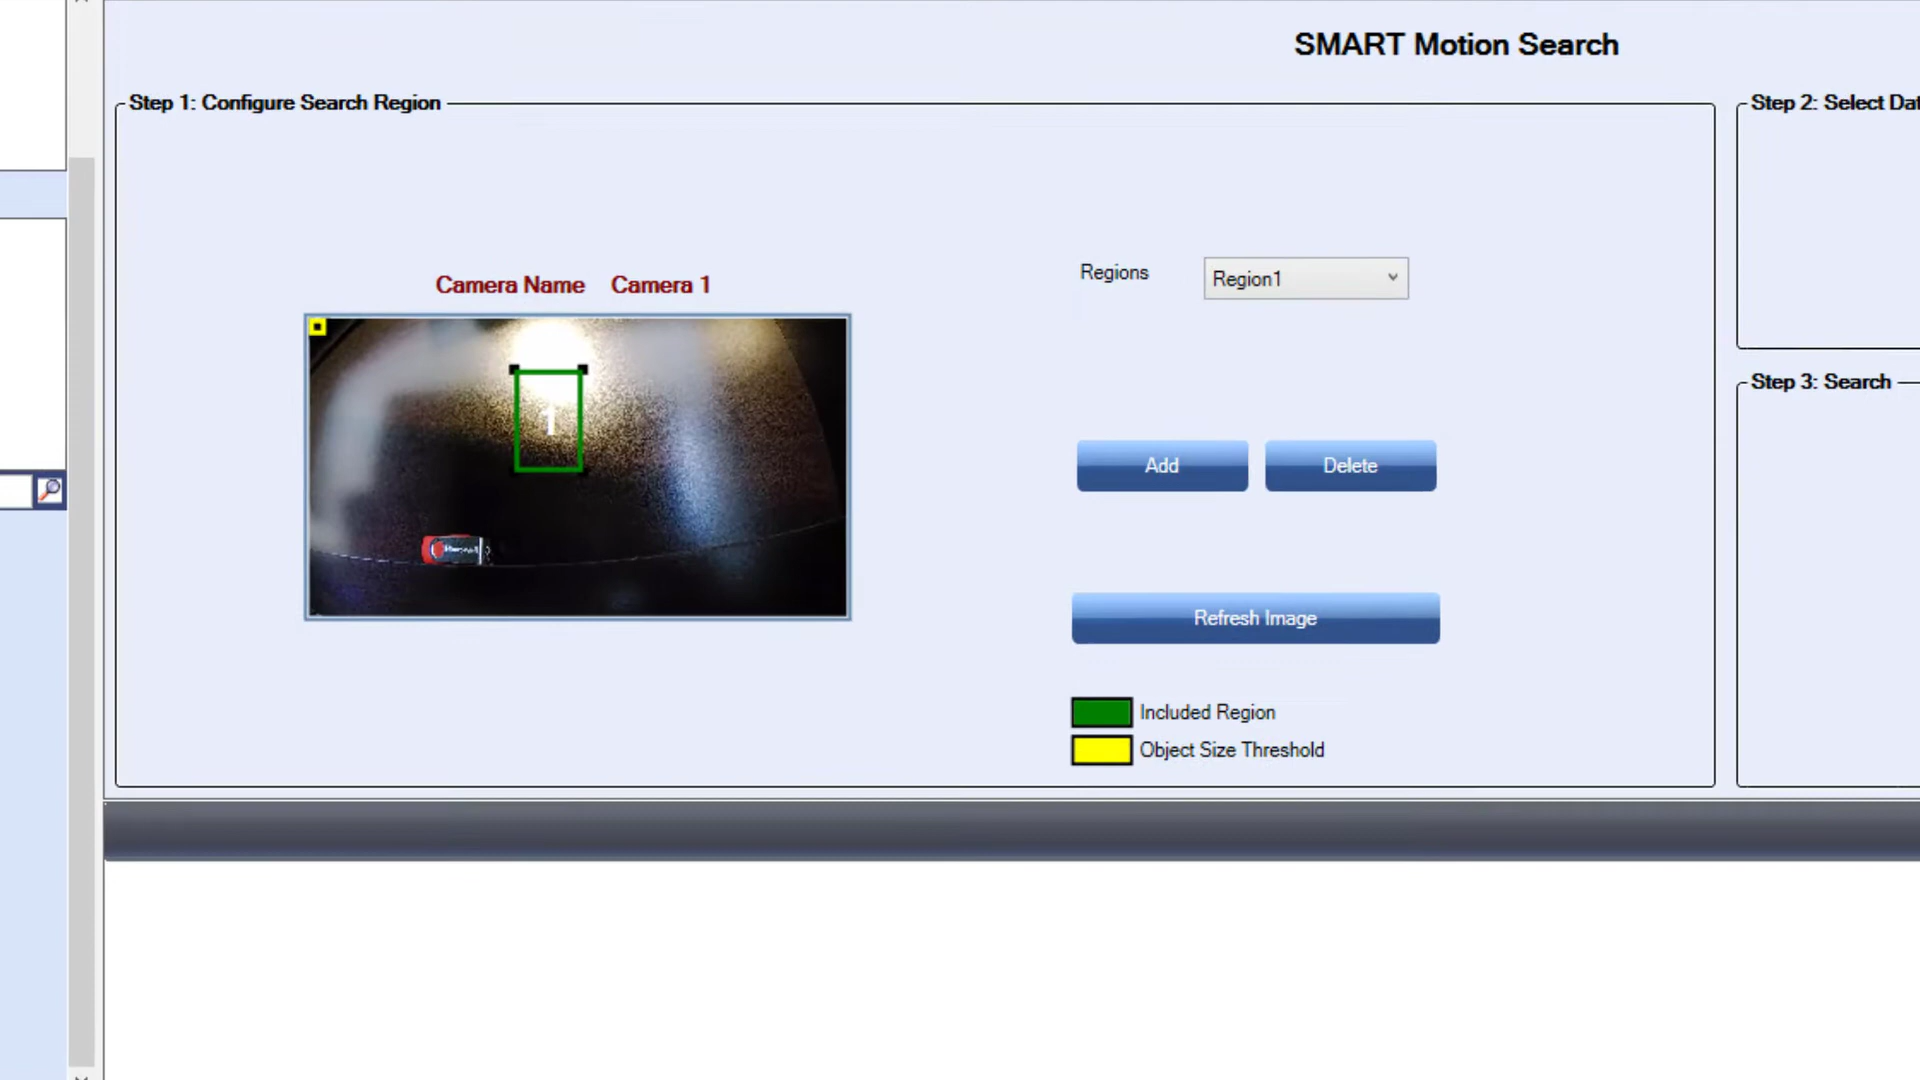 SMART Motion Search
Step 1: Configure Search Region
Camera Name Camera 1
1
Regions
Region1
Add
Delete
Refresh Image
Included Region
Object Size Threshold
Step 2: Select
Step 3: Search